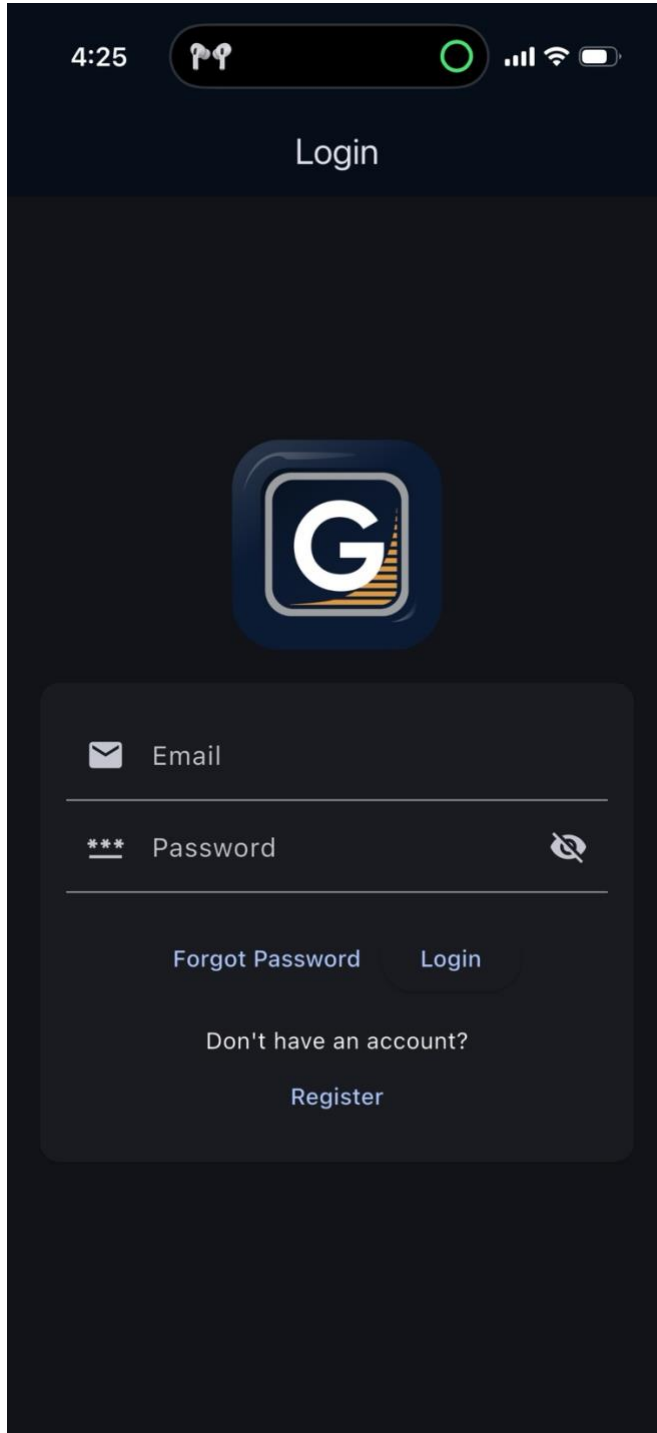 4:25
Login
G
Email
*** Password
Forgot Password Login
Don't have an account?
Register